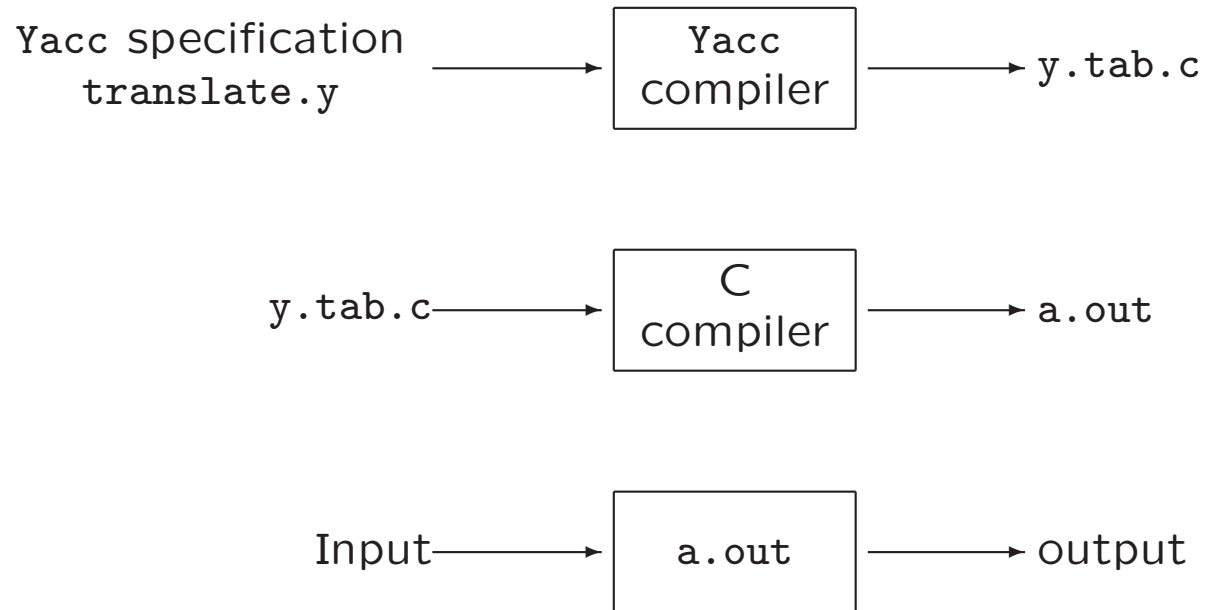 Yacc specification
translate.y
Yacc
compiler
y.tab.c
y.tab.c
C
compiler
a.out
Input
a.out
output